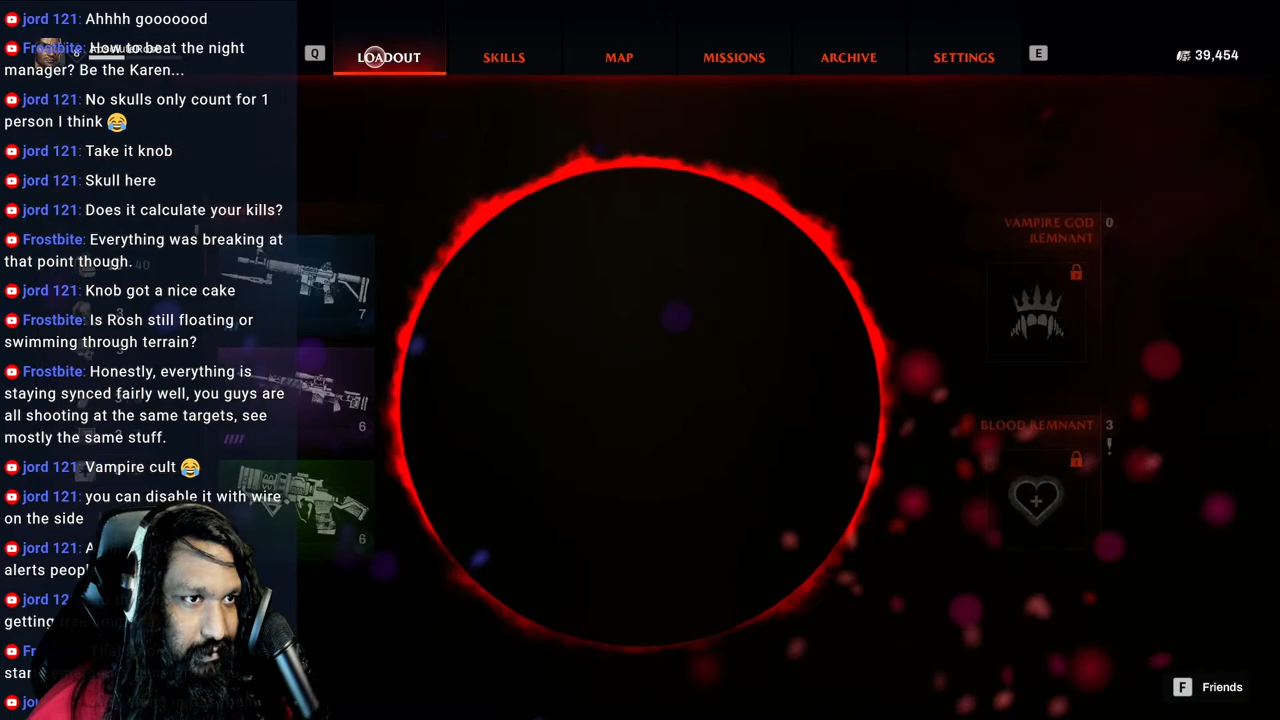 jord 121: Ahhhh gooooood
Frostbite: How to beat the night
manager? Be the Karen...
jord 121: No skulls only count for 1
person I think 😂
jord 121: Take it knob
jord 121: Skull here
jord 121: Does it calculate your kills?
Frostbite: Everything was breaking at
that point though.
jord 121: Knob got a nice cake
Frostbite: Is Rosh still floating or
swimming through terrain?
Frostbite: Honestly, everything is
staying synced fairly well, you guys are
all shooting at the same targets, see
mostly the same stuff.
jord 121: Vampire cult 😂
jord 121: you can disable it with wire
on the side
jord 121:
alerts
jord 12
getting
Q
LOADOUT
SKILLS
MAP
MISSIONS
ARCHIVE
SETTINGS
E
39,454
7
6
6
VAMPIRE GOD
REMNANT
0
BLOOD REMNANT
3
F Friends